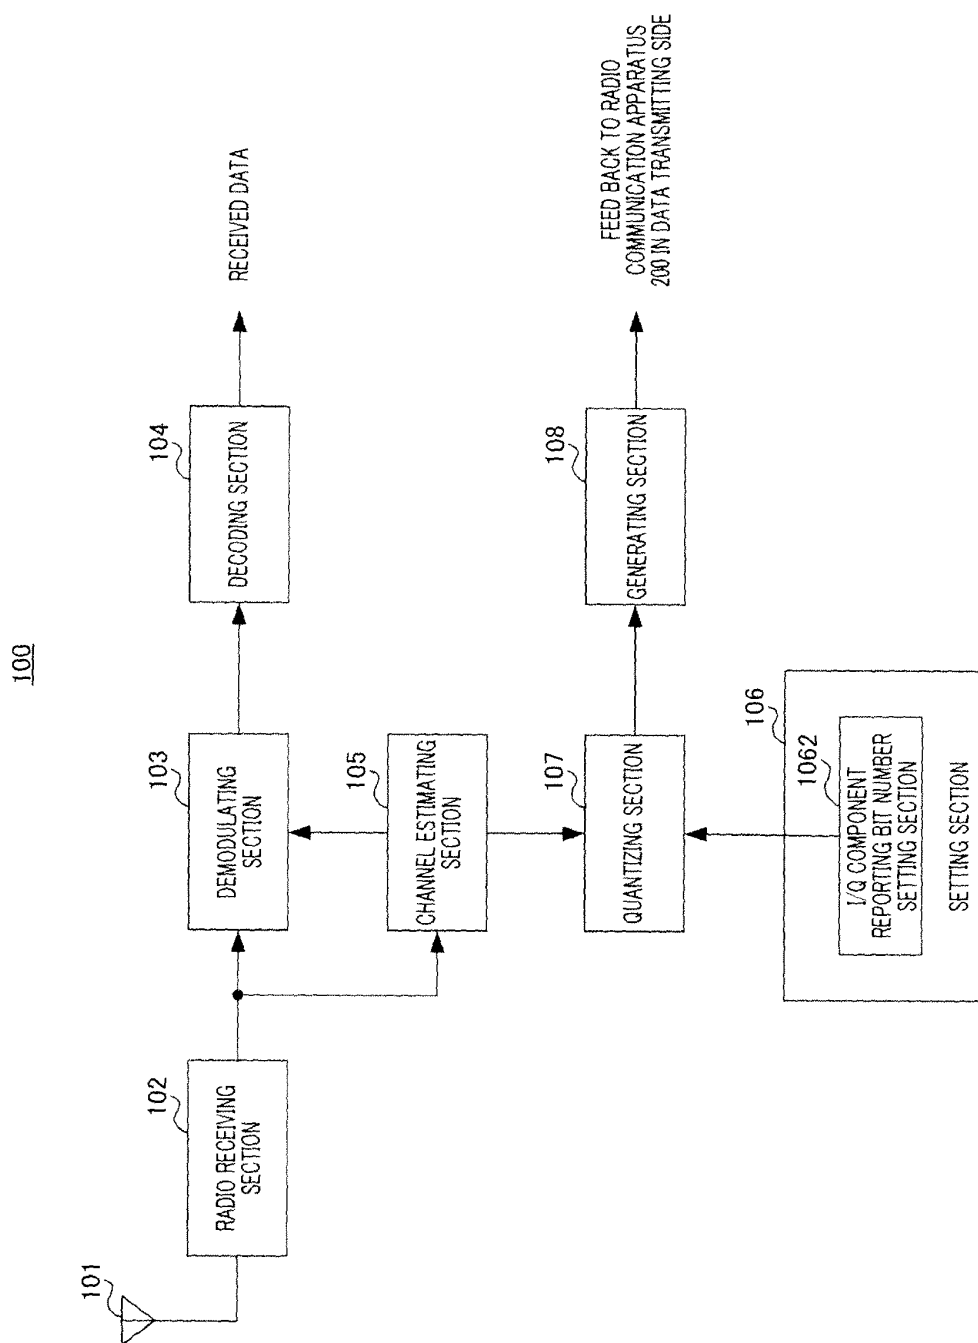 100
101
102
RADIO RECEIVING
SECTION
103
DEMODULATING
SECTION
104
DECODING SECTION
RECEIVED DATA
105
CHANNEL ESTIMATING
SECTION
107
QUANTIZING SECTION
108
GENERATING SECTION
FEED BACK TO RADIO
COMMUNICATION APPARATUS
200 IN DATA TRANSMITTING SIDE
106
1062
I/Q COMPONENT
REPORTING BIT NUMBER
SETTING SECTION
SETTING SECTION